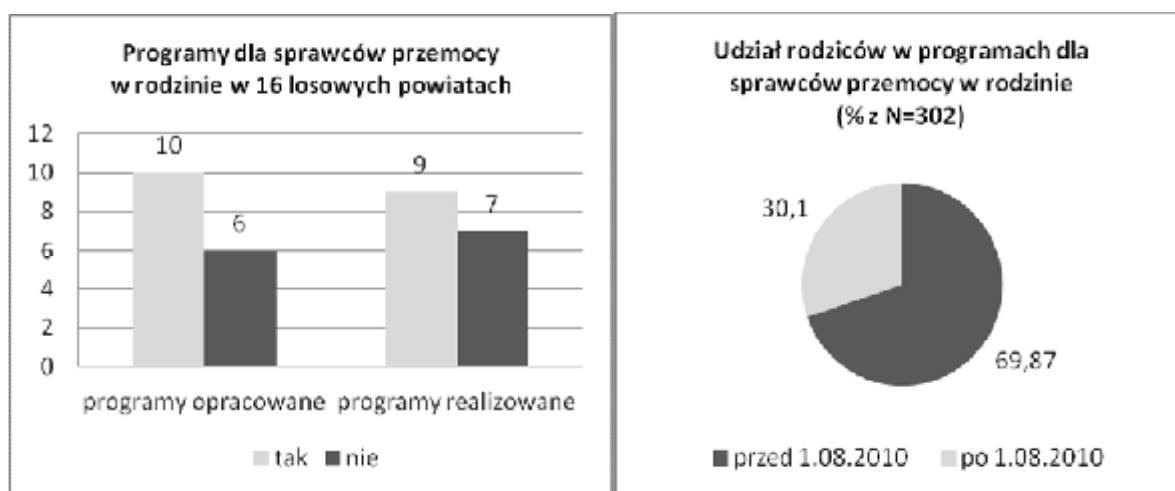 Programy dla sprawców przemocy
w rodzinie w 16 losowych powiatach
12
10
8
6
4
2
0
10
6
9
7
programy opracowane programy realizowane
tak nie
Udział rodziców w programach dla
sprawców przemocy w rodzinie
(% z N=302)
30,1
69,87
przed 1.08.2010 po 1.08.2010